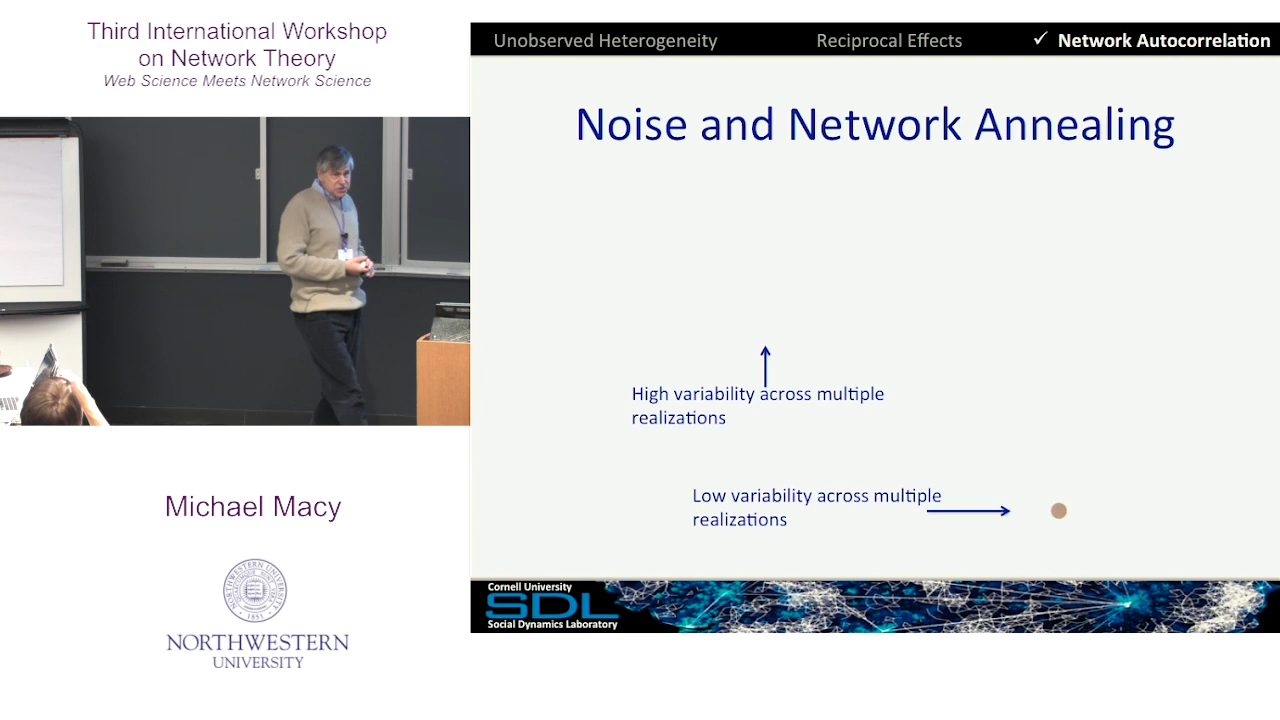 Third International Workshop
on Network Theory
Web Science Meets Network Science
Unobserved Heterogeneity
Reciprocal Effects
✓ Network Autocorrelation
Noise and Network Annealing
High variability across multiple
realizations
Low variability across multiple
realizations
Cornell University
SDL
Social Dynamics Laboratory
Michael Macy
NORTHWESTERN
UNIVERSITY